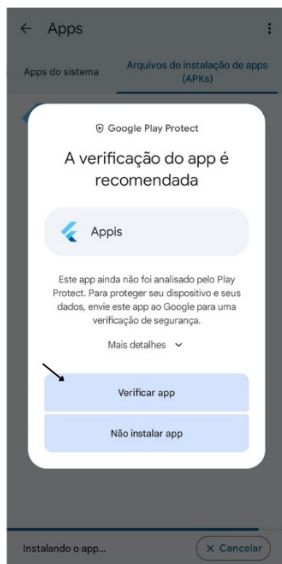 Apps
Apps do sistema
Arquivos de instalação de apps
(APKs)
Google Play Protect
A verificação do app é
recomendada
Appis
Este app ainda não foi analisado pelo Play
Protect. Para proteger seu dispositivo e seus
dados, envie este app ao Google para uma
verificação de segurança.
Mais detalhes
Verificar app
Não instalar app
Instalando o app...
Cancelar